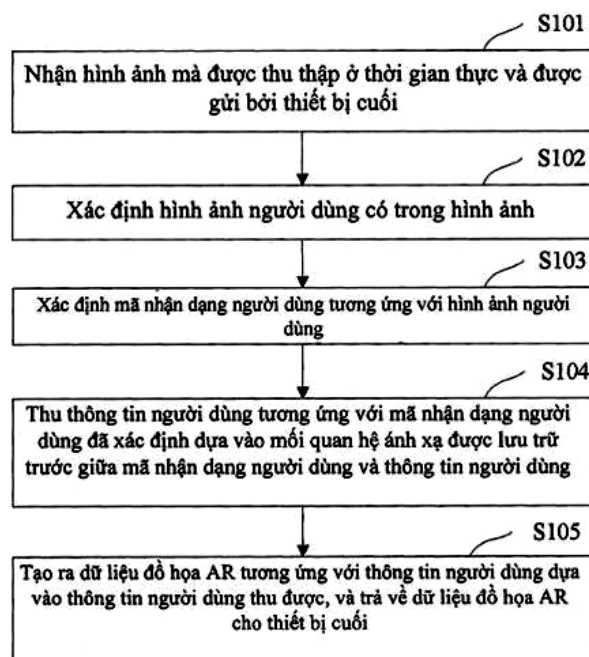 S101
Nhận hình ảnh mà được thu thập ở thời gian thực và được
gửi bởi thiết bị cuối
S102
Xác định hình ảnh người dùng có trong hình ảnh
S103
Xác định mã nhận dạng người dùng tương ứng với hình ảnh người
dùng
S104
Thu thông tin người dùng tương ứng với mã nhận dạng người
dùng đã xác định dựa vào mối quan hệ ánh xạ được lưu trữ
trước giữa mã nhận dạng người dùng và thông tin người dùng
S105
Tạo ra dữ liệu đồ họa AR tương ứng với thông tin người dùng dựa
vào thông tin người dùng thu được, và trả về dữ liệu đồ họa AR
cho thiết bị cuối